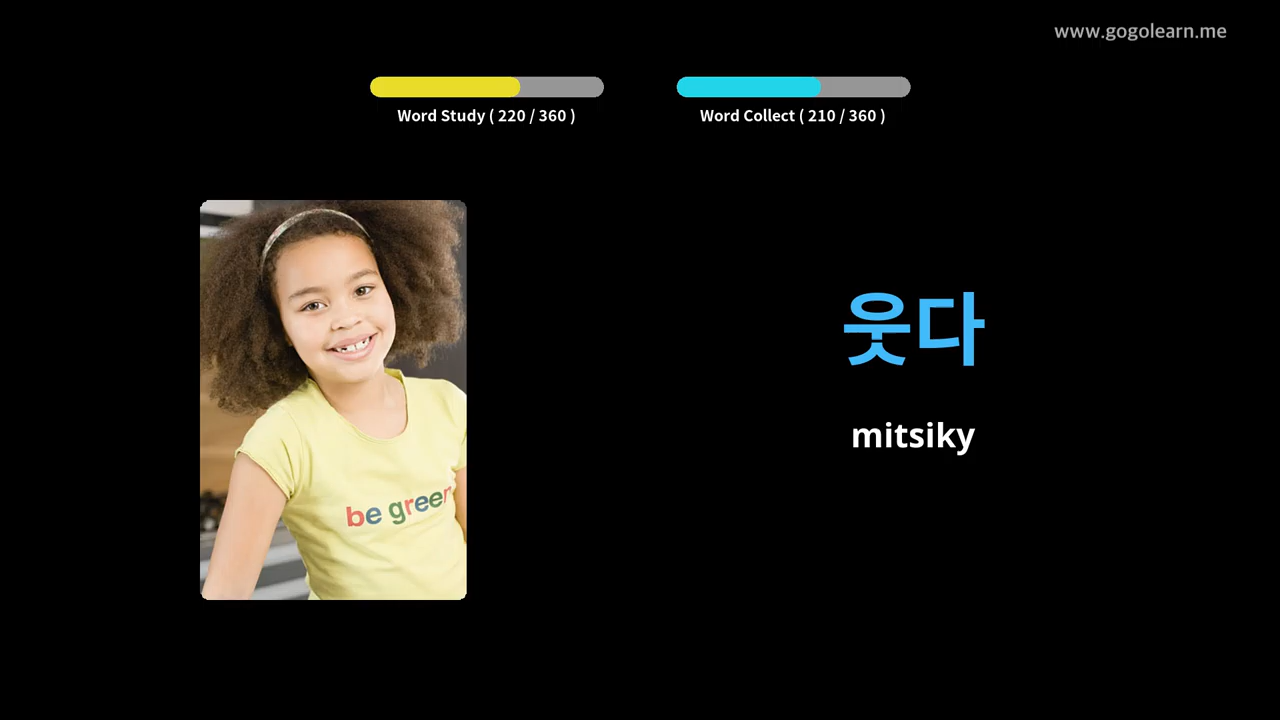 www.gogolearn.me
Word Study ( 220 / 360 )
Word Collect ( 210 / 360 )
웃다
mitsiky
be green